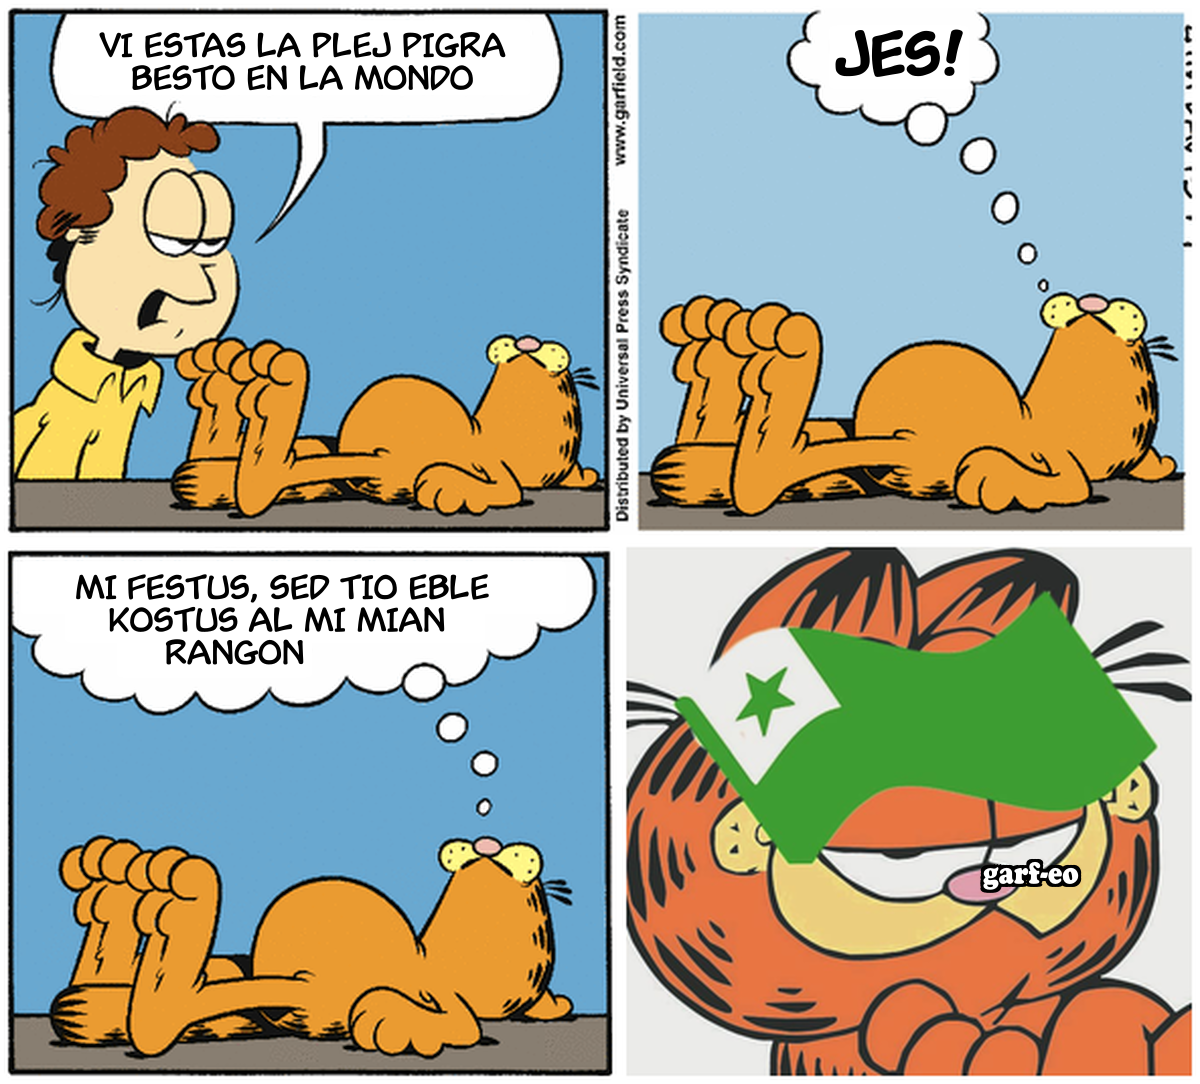 VI ESTAS LA PLEJ PIGRA
BESTO EN LA MONDO
www.garfield.com
Distributed by Universal Press Syndicate
JES!
MI FESTUS, SED TIO EBLE
KOSTUS AL MI MIAN
RANGON
garf-eo